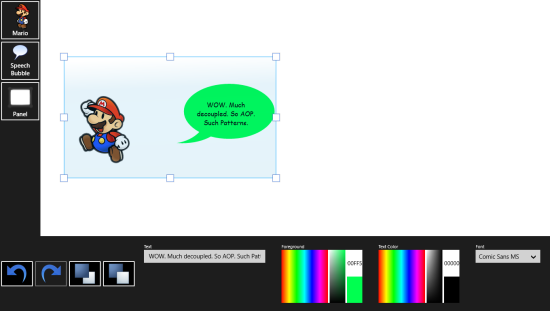 Mario
Speech
Bubble
Panel
WOW. Much
decoupled. So AOP.
Such Patterns.
Text
WOW. Much decoupled. So AOP. Such Pat
Foreground
00FF5
Text Color
00000
Font
Comic Sans MS